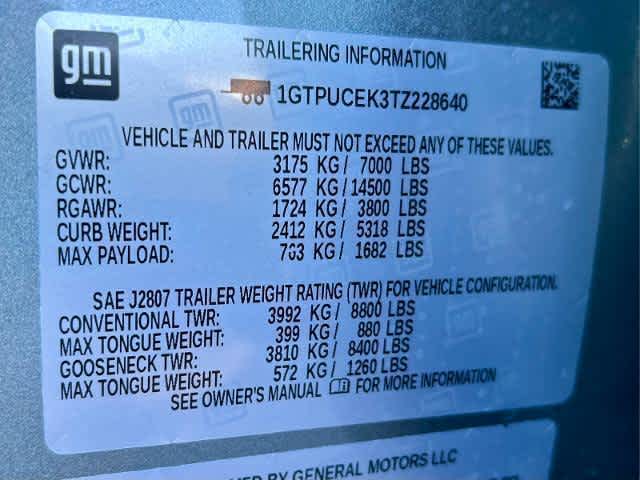 gm
TRAILERING INFORMATION
1GTPUCEK3TZ228640
VEHICLE AND TRAILER MUST NOT EXCEED ANY OF THESE VALUES.
GVWR: 3175 KG / 7000 LBS
GCWR: 6577 KG / 14500 LBS
RGAWR: 1724 KG / 3800 LBS
CURB WEIGHT: 2412 KG / 5318 LBS
MAX PAYLOAD: 763 KG / 1682 LBS
SAE J2807 TRAILER WEIGHT RATING (TWR) FOR VEHICLE CONFIGURATION.
CONVENTIONAL TWR: 3992 KG / 8800 LBS
MAX TONGUE WEIGHT: 399 KG / 880 LBS
GOOSENECK TWR: 3810 KG / 8400 LBS
MAX TONGUE WEIGHT: 572 KG / 1260 LBS
SEE OWNER'S MANUAL FOR MORE INFORMATION
BY GENERAL MOTORS LLC